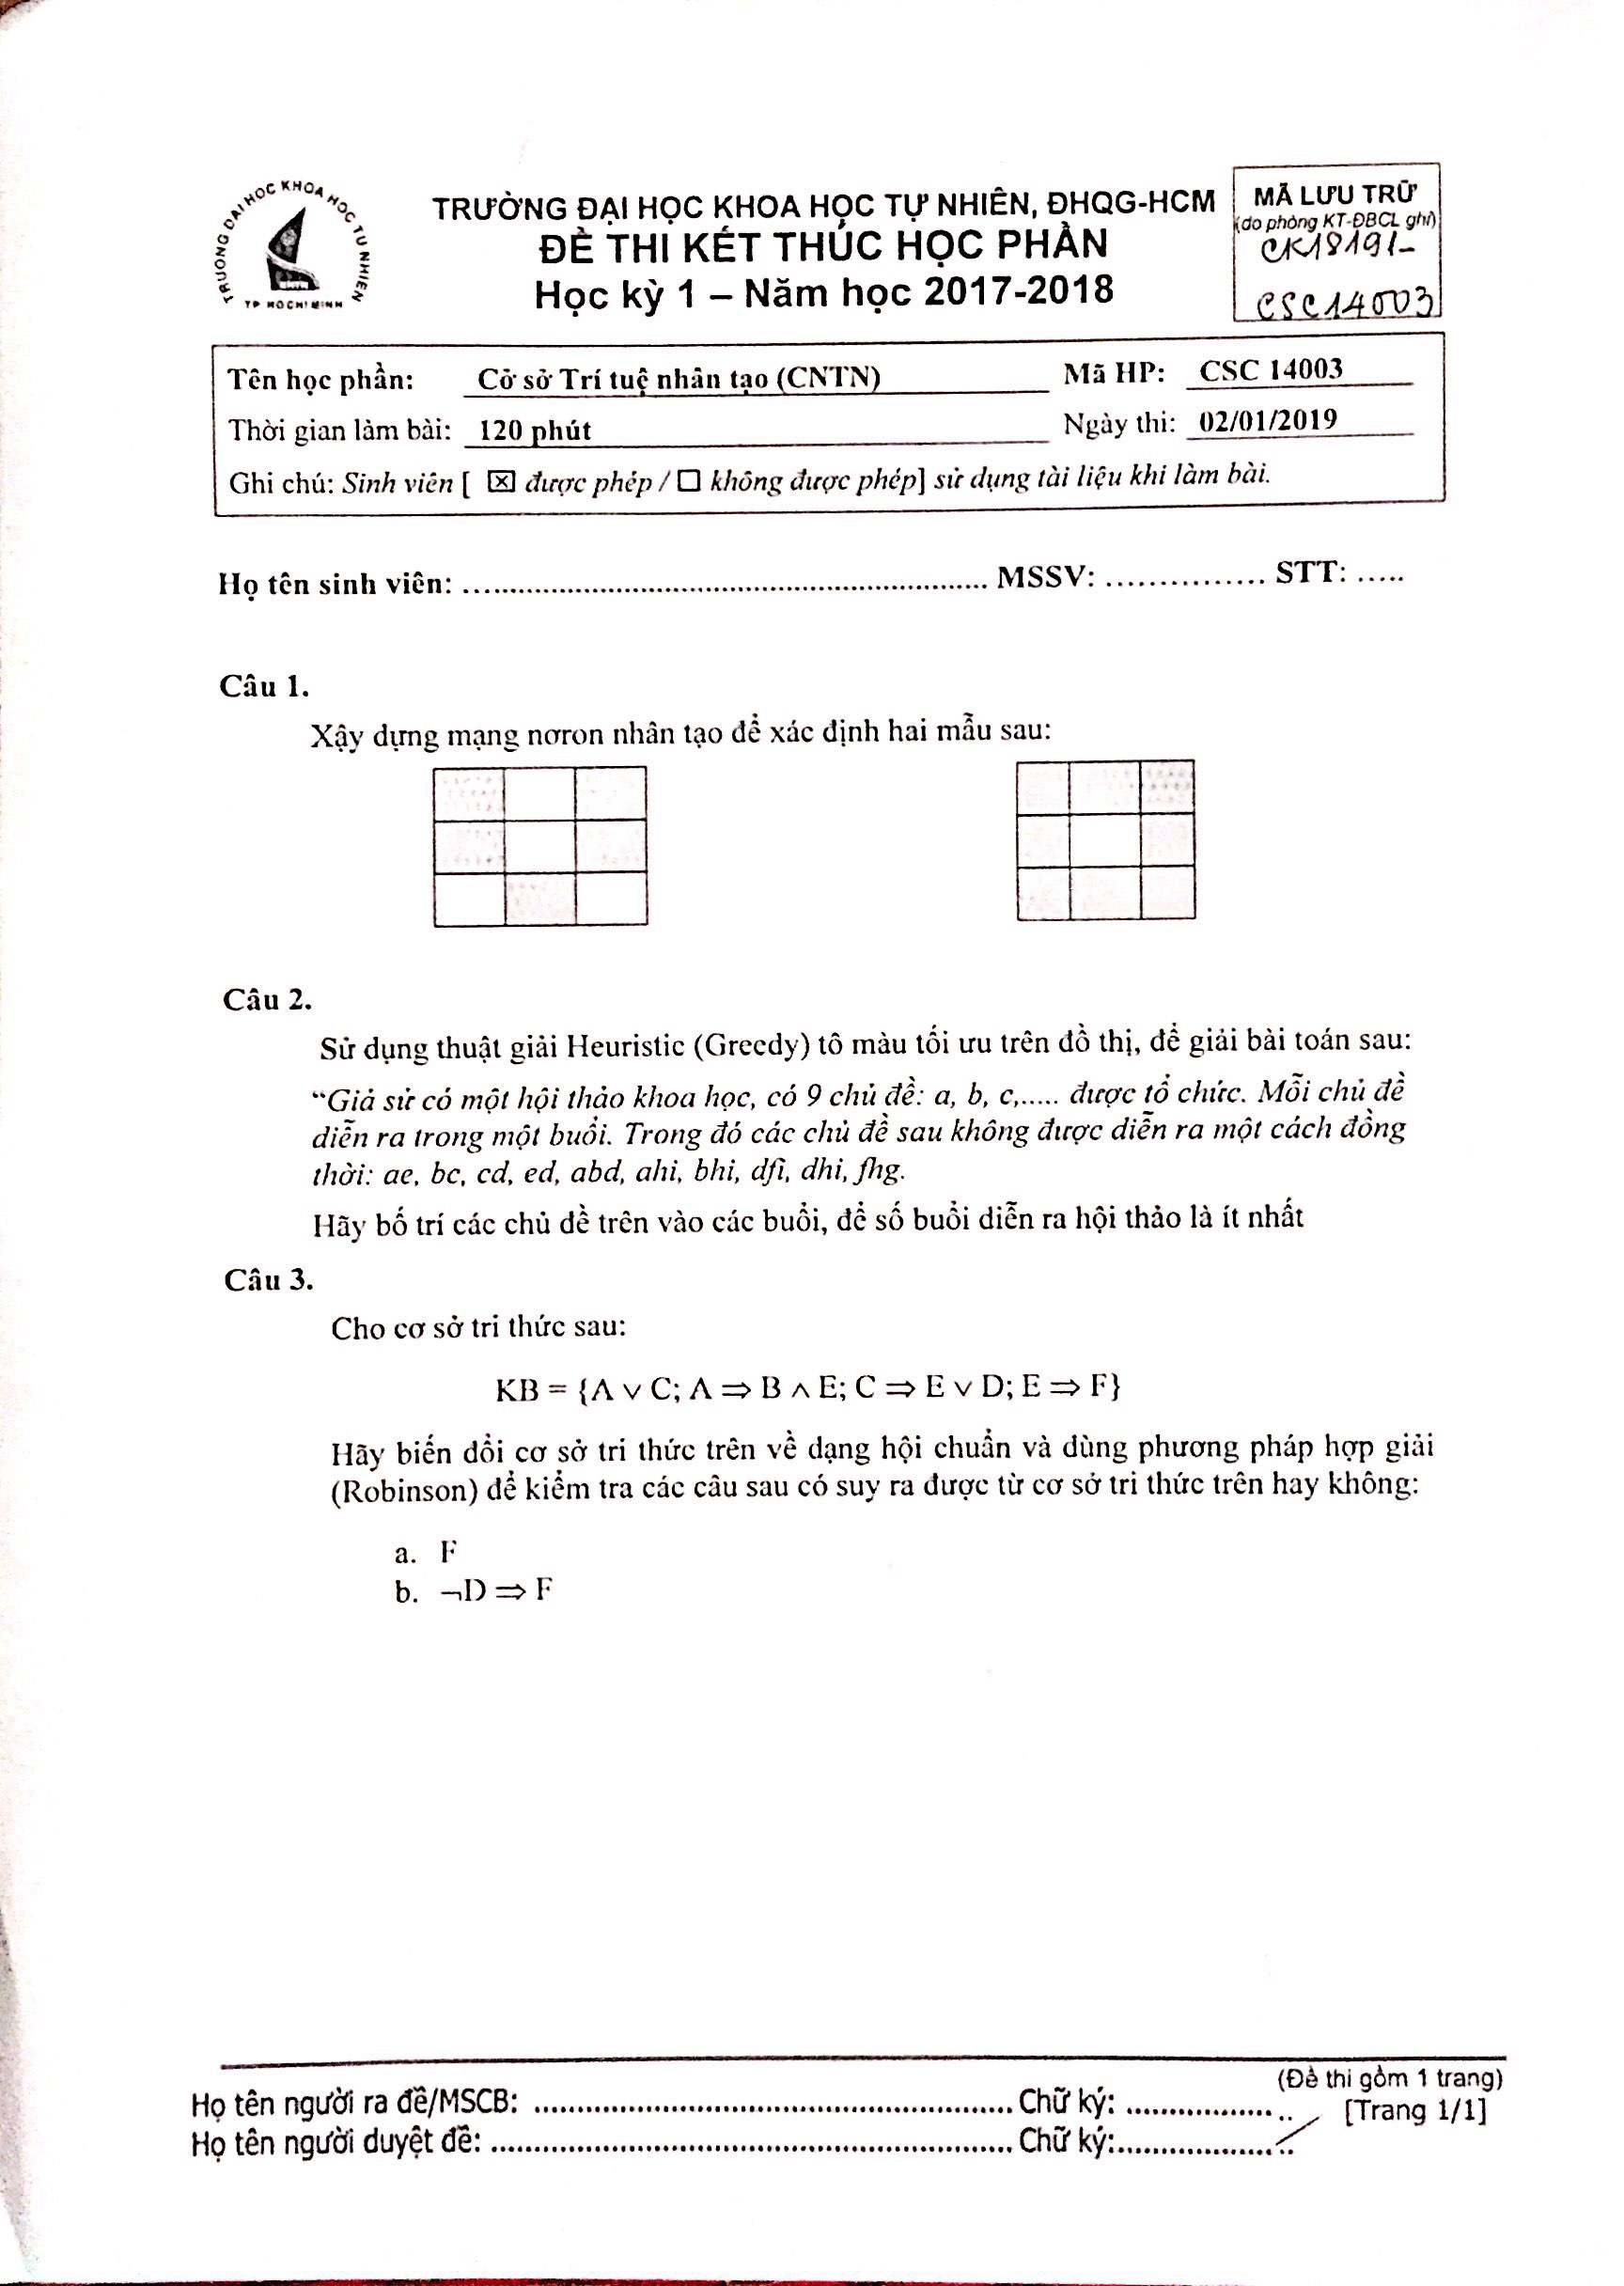 TRƯỜNG ĐẠI HỌC KHOA HỌC TỰ NHIÊN
TP HO CHI MINH
TRƯỜNG ĐẠI HỌC KHOA HỌC TỰ NHIÊN, ĐHQG-HCM
ĐỀ THI KẾT THÚC HỌC PHẦN
Học kỳ 1 – Năm học 2017-2018
MÃ LƯU TRỮ
(do phòng KT-ĐBCL ghi)
CK18191-
CSC14003
Tên học phần: Cở sở Trí tuệ nhân tạo (CNTN) Mã HP: CSC 14003
Thời gian làm bài: 120 phút Ngày thi: 02/01/2019
Ghi chú: Sinh viên [ ☒ được phép / ☐ không được phép] sử dụng tài liệu khi làm bài.
Họ tên sinh viên: .................................................................. MSSV: ............... STT: .....
Câu 1.
Xậy dựng mạng nơron nhân tạo để xác định hai mẫu sau:
Câu 2.
Sử dụng thuật giải Heuristic (Greedy) tô màu tối ưu trên đồ thị, để giải bài toán sau:
“Giả sử có một hội thảo khoa học, có 9 chủ đề: a, b, c,..... được tổ chức. Mỗi chủ đề
diễn ra trong một buổi. Trong đó các chủ đề sau không được diễn ra một cách đồng
thời: ae, bc, cd, ed, abd, ahi, bhi, dfi, dhi, fhg.
Hãy bố trí các chủ đề trên vào các buổi, để số buổi diễn ra hội thảo là ít nhất
Câu 3.
Cho cơ sở tri thức sau:
KB = {A ∨ C; A ⇒ B ∧ E; C ⇒ E ∨ D; E ⇒ F}
Hãy biến đổi cơ sở tri thức trên về dạng hội chuẩn và dùng phương pháp hợp giải
(Robinson) để kiểm tra các câu sau có suy ra được từ cơ sở tri thức trên hay không:
a. F
b. ¬D ⇒ F
(Đề thi gồm 1 trang)
Họ tên người ra đề/MSCB: ......................................................... Chữ ký: ................... [Trang 1/1]
Họ tên người duyệt đề: .............................................................. Chữ ký:.....................